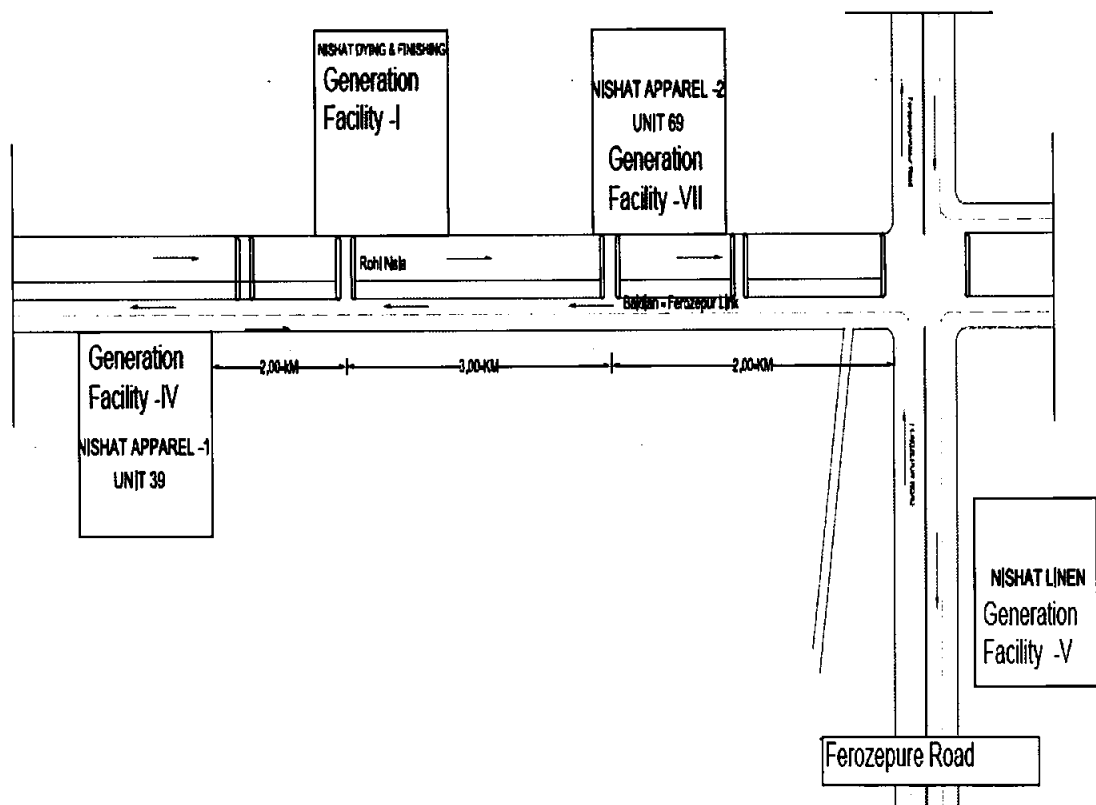 NISHAT DYING & FINISHING
Generation
Facility -I
NISHAT APPAREL -2
UNIT 69
Generation
Facility -VII
Rohi Nala
Ferozepur Link
Generation
Facility -IV
NISHAT APPAREL -1
UNIT 39
2,00-KM
3,00-KM
2,00-KM
NISHAT LINEN
Generation
Facility -V
Ferozepure Road